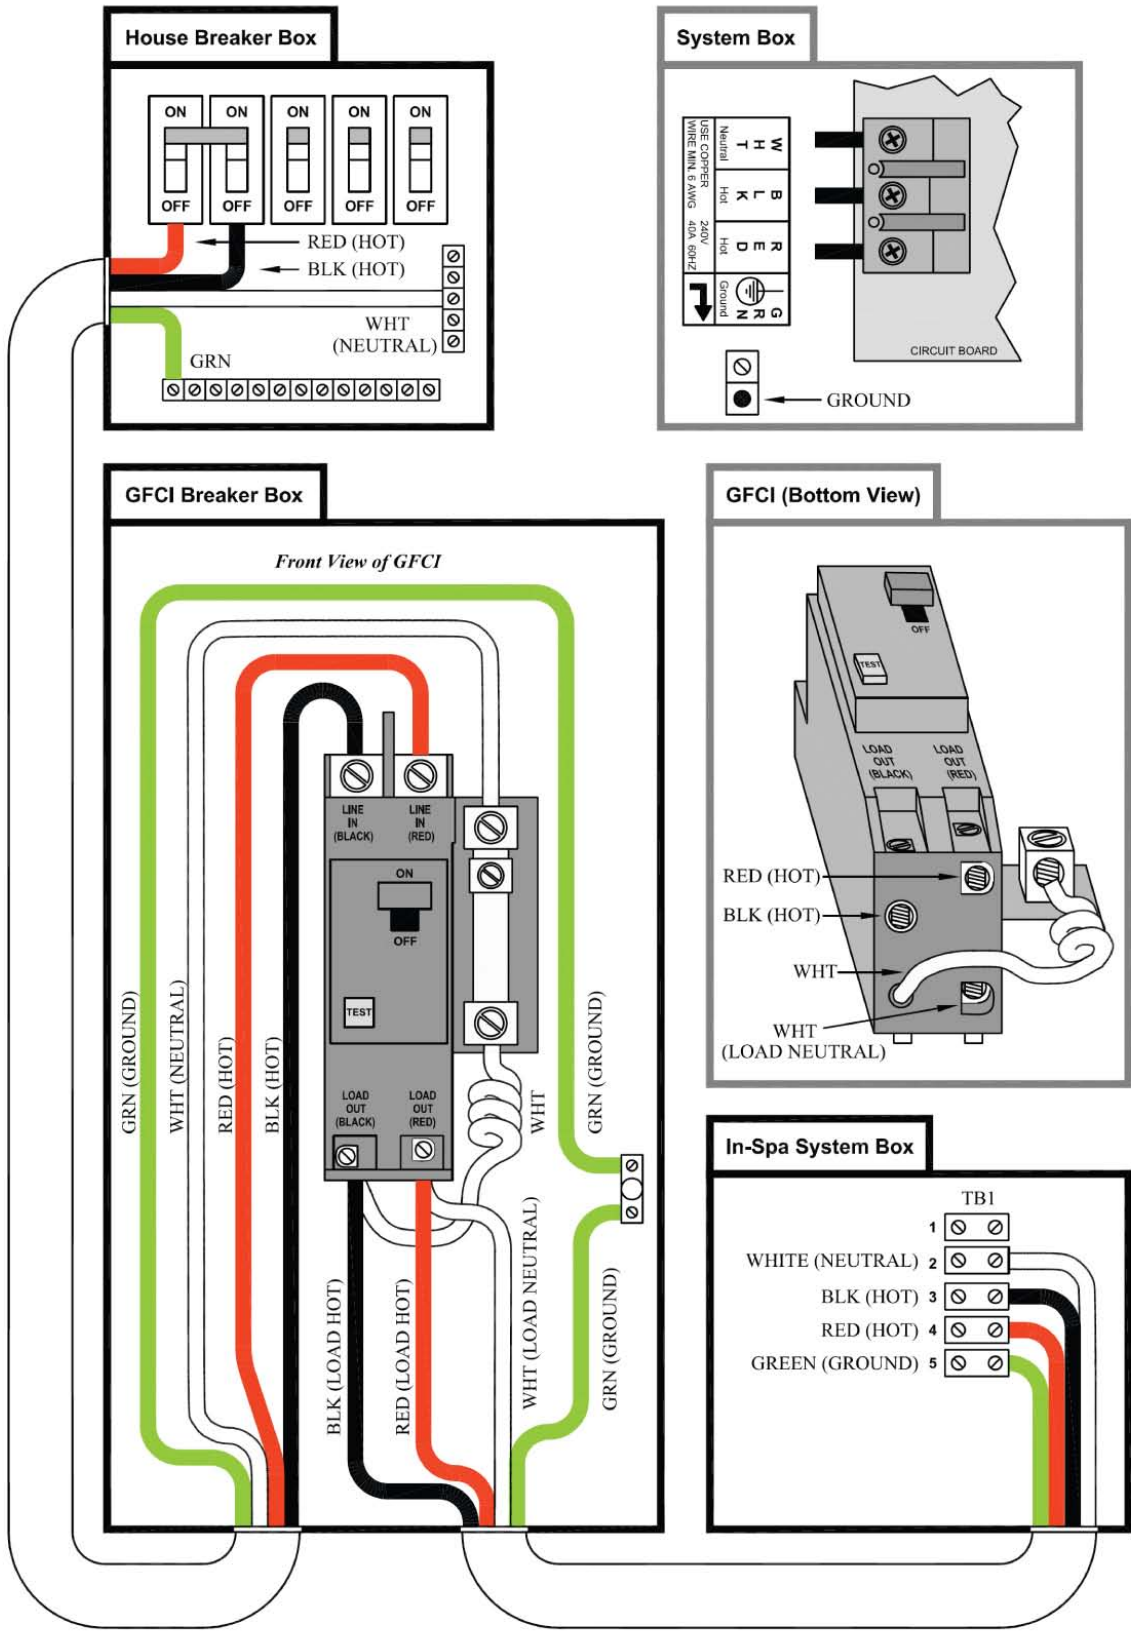 House Breaker Box
ON ON ON ON ON
OFF OFF OFF OFF OFF
RED (HOT)
BLK (HOT)
WHT
(NEUTRAL)
GRN
System Box
WHT
Neutral
BLK
Hot
RED
Hot
GRN
Ground
USE COPPER
WIRE MIN. 6 AWG
240V
40A 60HZ
CIRCUIT BOARD
GROUND
GFCI Breaker Box
Front View of GFCI
LINE
IN
(BLACK)
LINE
IN
(RED)
ON
OFF
TEST
LOAD
OUT
(BLACK)
LOAD
OUT
(RED)
GRN (GROUND)
WHT (NEUTRAL)
RED (HOT)
BLK (HOT)
WHT
GRN (GROUND)
BLK (LOAD HOT)
RED (LOAD HOT)
WHT (LOAD NEUTRAL)
GRN (GROUND)
GFCI (Bottom View)
OFF
TEST
LOAD
OUT
(BLACK)
LOAD
OUT
(RED)
RED (HOT)
BLK (HOT)
WHT
WHT
(LOAD NEUTRAL)
In-Spa System Box
TB1
1
WHITE (NEUTRAL) 2
BLK (HOT) 3
RED (HOT) 4
GREEN (GROUND) 5